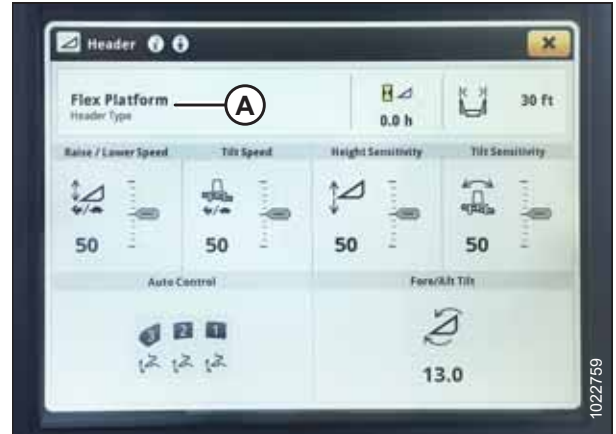 Header
Flex Platform
Header Type
A
0.0 h
30 ft
Raise / Lower Speed
Tilt Speed
Height Sensitivity
Tilt Sensitivity
50
50
50
50
Auto Control
Fore/Aft Tilt
3 2 1
13.0
1022759